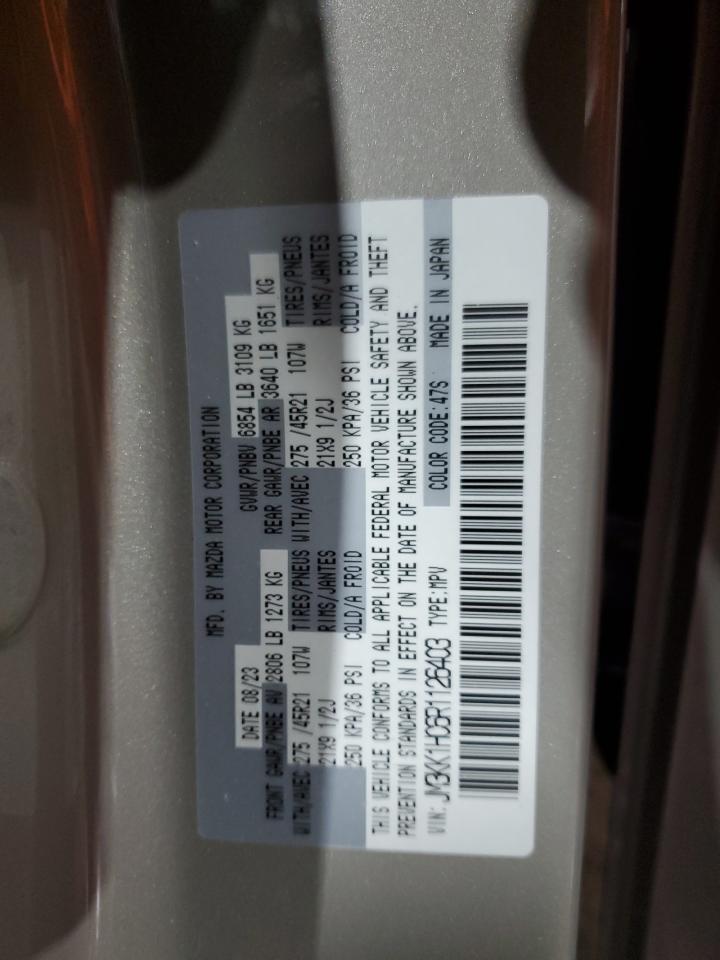 MFD. BY MAZDA MOTOR CORPORATION
DATE 08/23 GVWR/PNBV 6854 LB 3109 KG
FRONT GAWR/PNBE AV 2806 LB 1273 KG REAR GAWR/PNBE AR 3640 LB 1651 KG
WITH/AVEC 275 /45R21 107W TIRES/PNEUS WITH/AVEC 275 /45R21 107W TIRES/PNEUS
21X9 1/2J RIMS/JANTES 21X9 1/2J RIMS/JANTES
250 KPA/36 PSI COLD/A FROID 250 KPA/36 PSI COLD/A FROID
THIS VEHICLE CONFORMS TO ALL APPLICABLE FEDERAL MOTOR VEHICLE SAFETY AND THEFT
PREVENTION STANDARDS IN EFFECT ON THE DATE OF MANUFACTURE SHOWN ABOVE.
VIN: JM3KK1HC6R1126403 TYPE:MPV COLOR CODE:47S MADE IN JAPAN